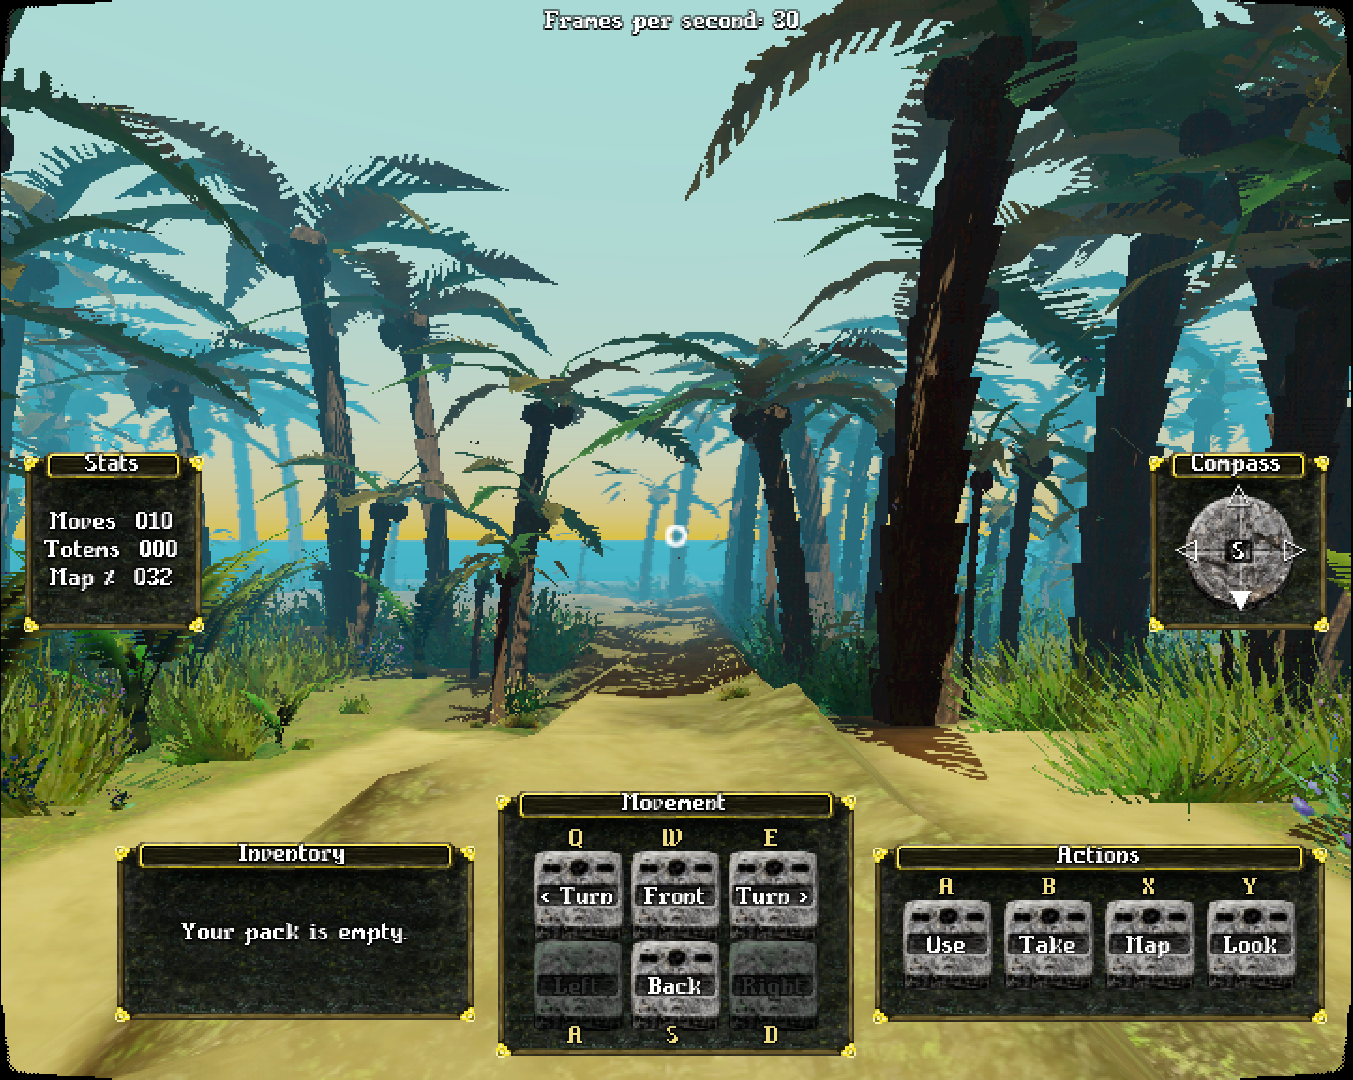 Frames per second: 30
Stats
Moves 010
Totems 000
Map % 032
Compass
S
Inventory
Your pack is empty.
Movement
Q W E
< Turn Front Turn >
Left Back Right
A S D
Actions
A B X Y
Use Take Map Look